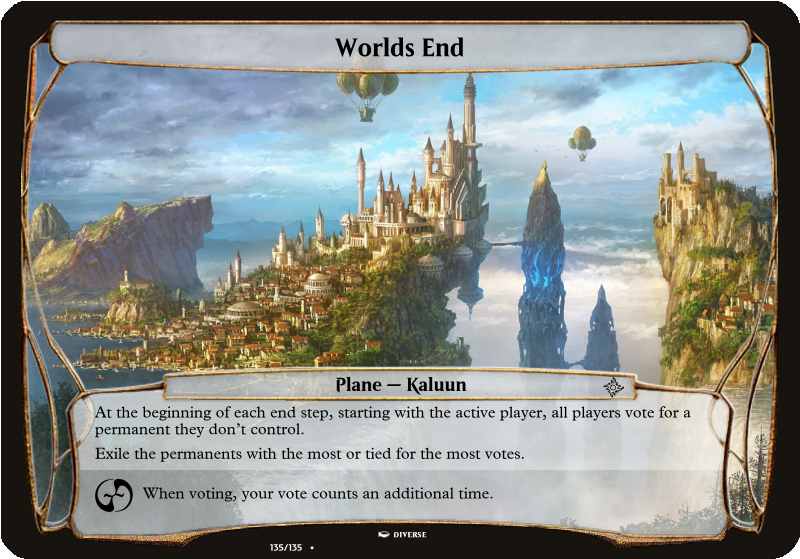 Worlds End
Plane — Kaluun
At the beginning of each end step, starting with the active player, all players vote for a
permanent they don't control.
Exile the permanents with the most or tied for the most votes.
When voting, your vote counts an additional time.
DIVERSE
135/135 •